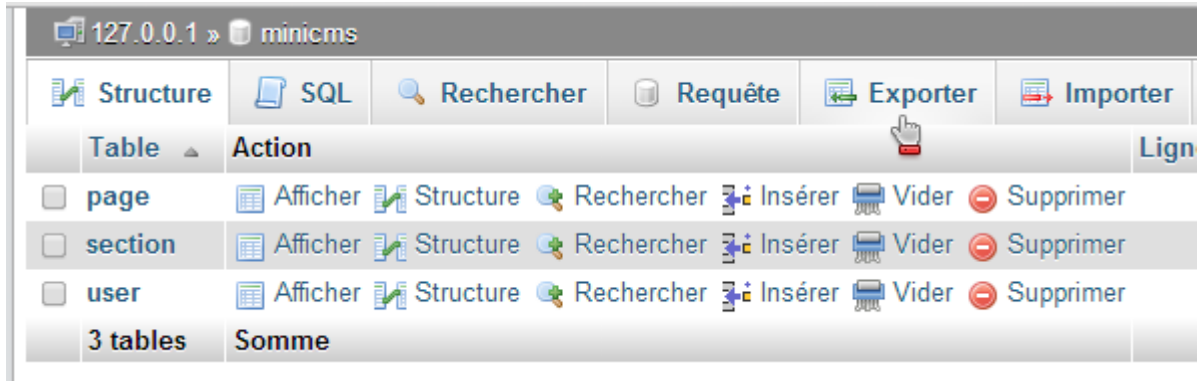 127.0.0.1 » minicms
Structure SQL Rechercher Requête Exporter Importer
Table Action Lign
page Afficher Structure Rechercher Insérer Vider Supprimer
section Afficher Structure Rechercher Insérer Vider Supprimer
user Afficher Structure Rechercher Insérer Vider Supprimer
3 tables Somme